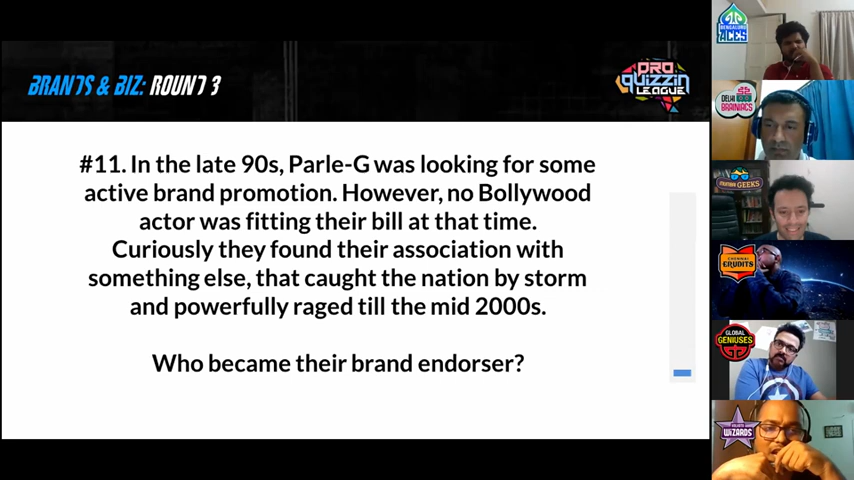 BRANDS & BIZ: ROUND 3
PRO
QUIZZIN
LEAGUE
#11. In the late 90s, Parle-G was looking for some
active brand promotion. However, no Bollywood
actor was fitting their bill at that time.
Curiously they found their association with
something else, that caught the nation by storm
and powerfully raged till the mid 2000s.
Who became their brand endorser?
BENGALURU
ACES
DELHI
BRAINIACS
GEEKS
CHENNAI
ERUDITS
GLOBAL
GENIUSES
WIZARDS